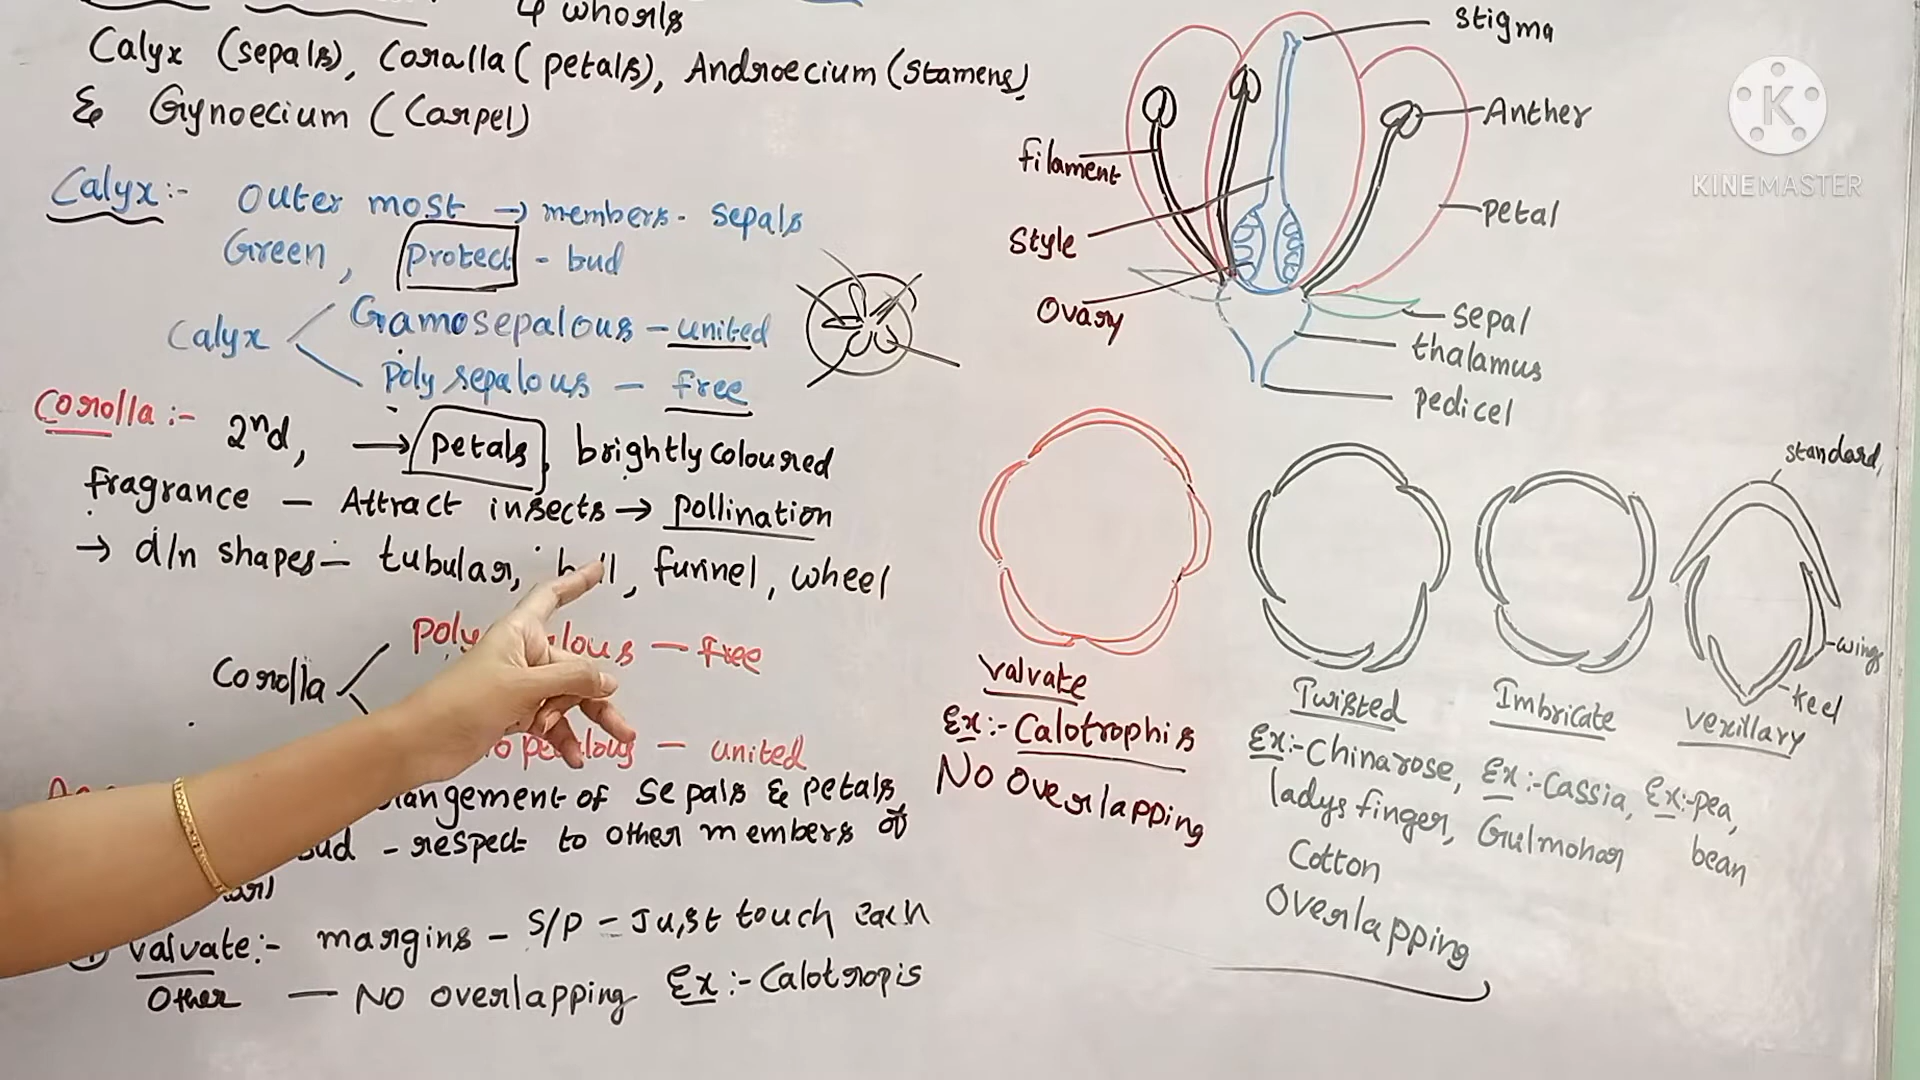 4 whorls
Calyx (sepals), Coralla (petals), Androecium (Stamens),
& Gynoecium (Carpel)
Calyx :- Outer most → members - sepals
Green, Protect - bud
Calyx Gamosepalous - united
Poly sepalous - free
Corolla :- 2nd, → petals, brightly coloured
fragrance - Attract insects → pollination
→ d/n shapes - tubular, funnel, wheel
Corolla - free
petalous - united
of sepals & petals
bud - respect to other members of
① Valvate :- margins - S/P - Just touch each
Other - No overlapping Ex :- Calotropis
Stigma
Anther
filament
petal
Style
Ovary
sepal
thalamus
pedicel
Valvate
Ex :- Calotrophis
No Overlapping
Twisted
Ex :- Chinarose,
ladys finger,
Cotton
Overlapping
Imbricate
Ex :- Cassia,
Gulmohar
standard,
wings
keel
vexillary
Ex :- pea,
bean
K
KINEMASTER